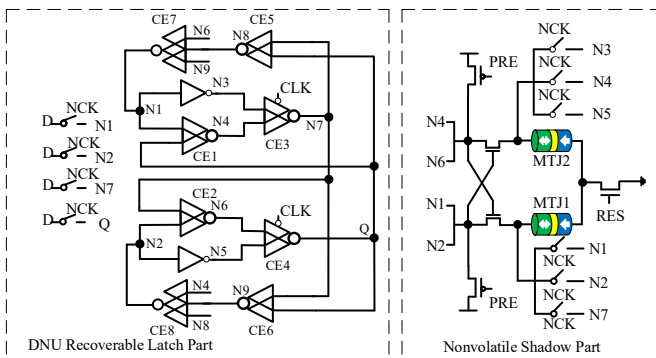 CE7
N6
N8
CE5
N9
N3
CLK
N1
N4
CE3
N7
CE1
NCK
D
N1
NCK
D
N2
NCK
D
N7
NCK
D
Q
CE2
N6
CLK
Q
N2
N5
CE4
N4
N9
N8
CE8
CE6
DNU Recoverable Latch Part
PRE
NCK
N3
NCK
N4
NCK
N5
N4
N6
MTJ2
N1
N2
MTJ1
RES
NCK
N1
NCK
N2
NCK
N7
PRE
Nonvolatile Shadow Part